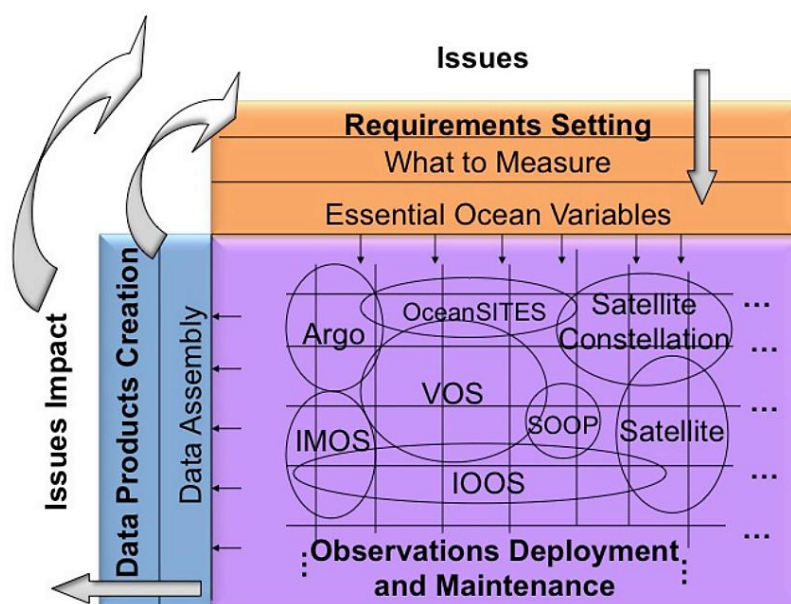 Issues
Requirements Setting
What to Measure
Essential Ocean Variables
Issues Impact
Data Products Creation
Data Assembly
Argo
OceanSITES
Satellite
Constellation
...
...
VOS
SOOP
...
IMOS
Satellite
IOOS
...
...
Observations Deployment
and Maintenance
...
...